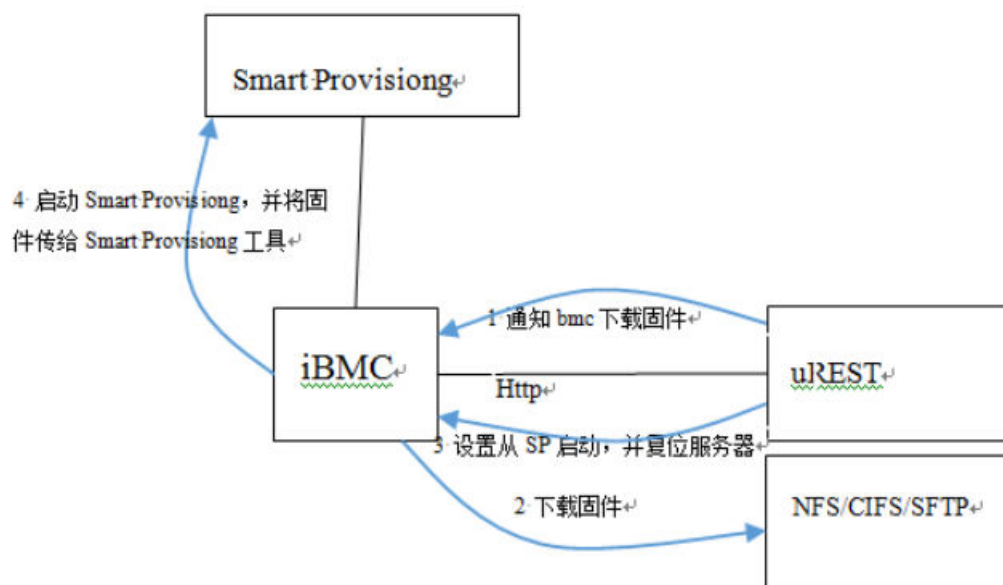 Smart Provisiong
4 启动 Smart Provisiong，并将固
件传给 Smart Provisiong 工具
1 通知 bmc 下载固件
iBMC
Http
uREST
3 设置从 SP 启动，并复位服务器
2 下载固件
NFS/CIFS/SFTP